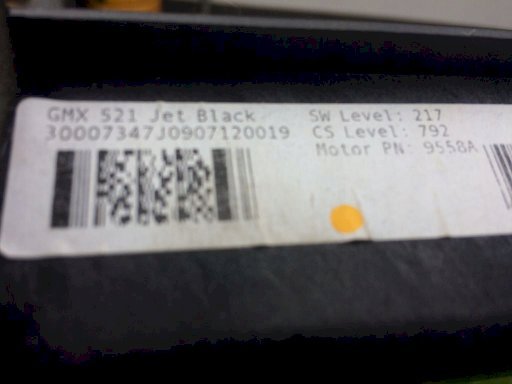 GMX 521 Jet Black
30007347J0907120019
SW Level: 217
CS Level: 792
Motor PN: 9558A